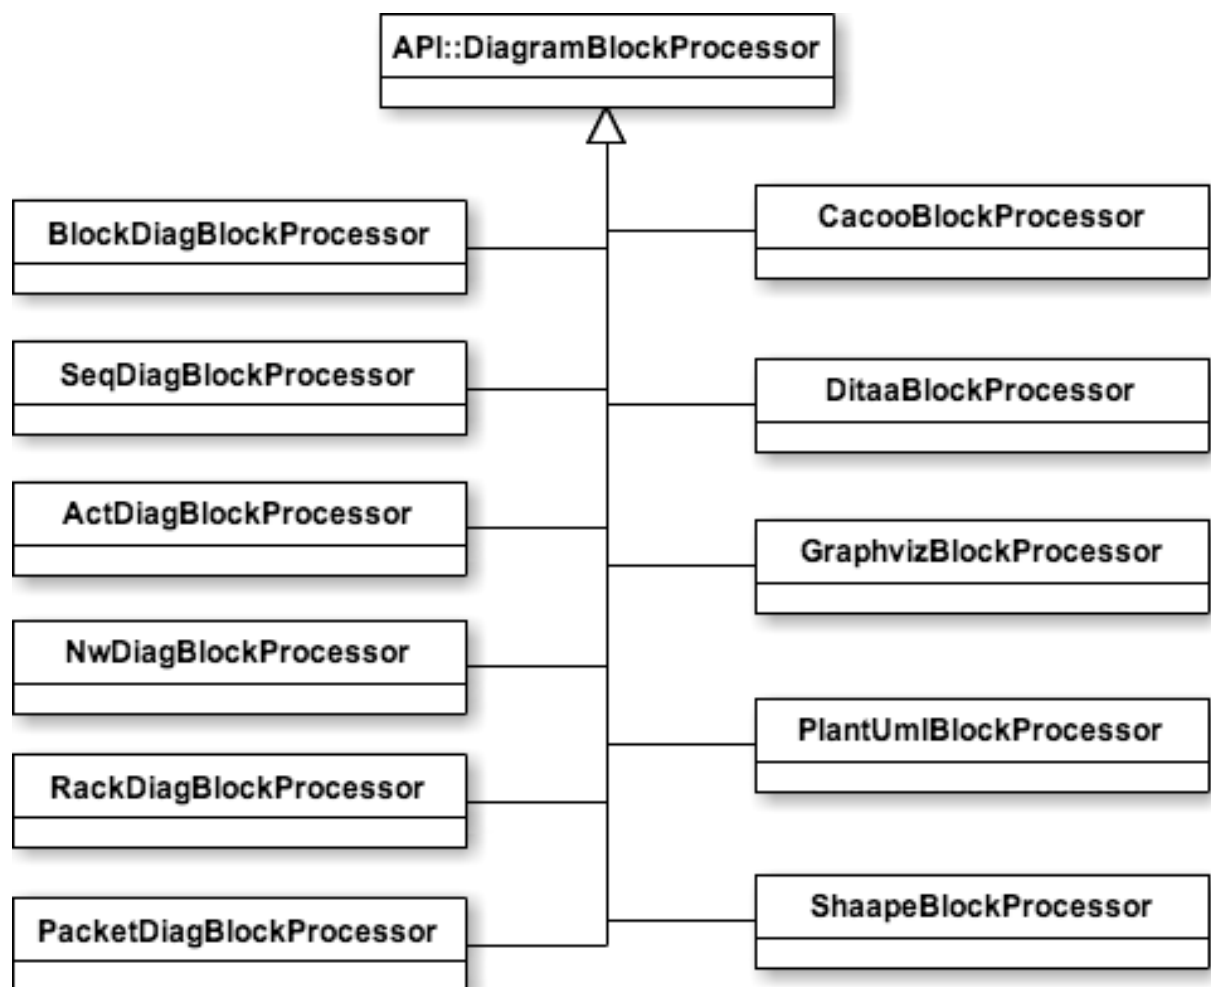 API::DiagramBlockProcessor
BlockDiagBlockProcessor
SeqDiagBlockProcessor
ActDiagBlockProcessor
NwDiagBlockProcessor
RackDiagBlockProcessor
PacketDiagBlockProcessor
CacooBlockProcessor
DitaaBlockProcessor
GraphvizBlockProcessor
PlantUmlBlockProcessor
ShaapeBlockProcessor